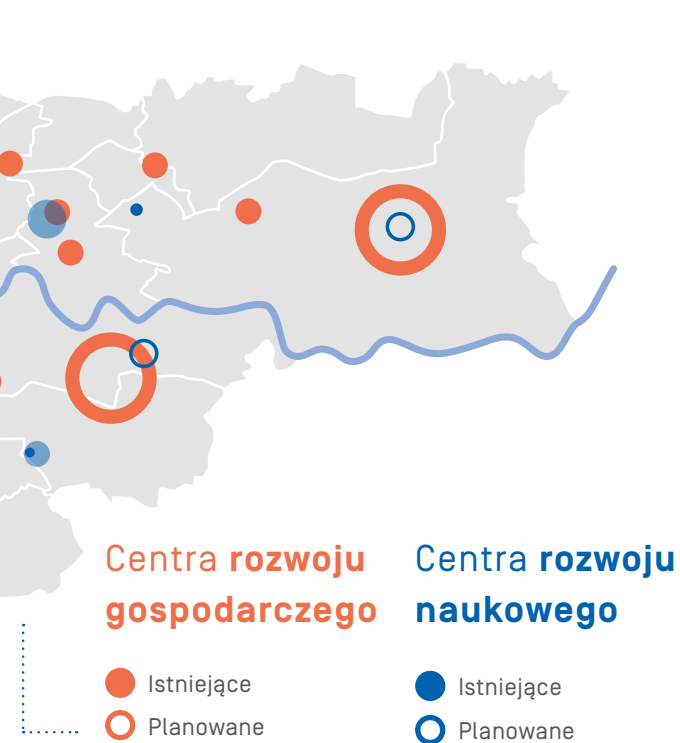 Centra rozwoju
gospodarczego
Istniejące
Planowane
Centra rozwoju
naukowego
Istniejące
Planowane